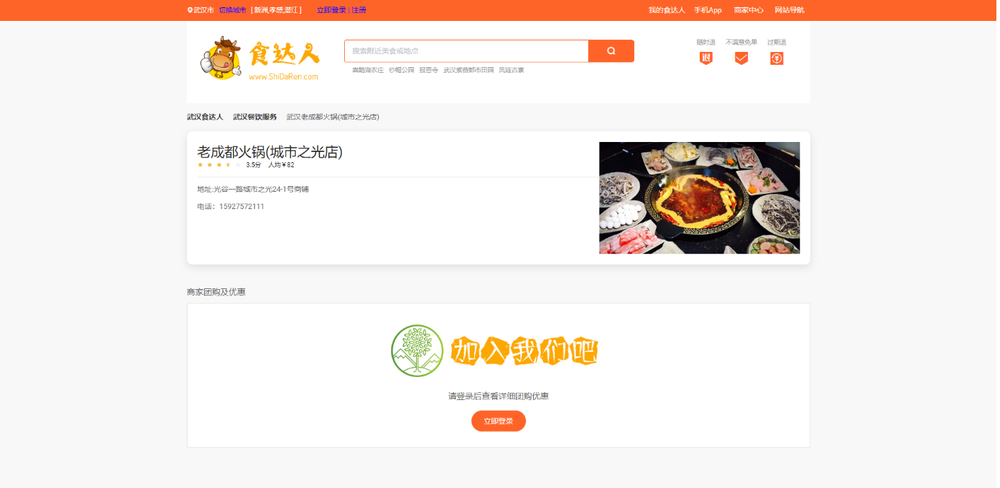 武汉市 切换城市 [新洲,孝感,潜江] 立即登录 | 注册 我的食达人 手机App 商家中心 网站导航
食达人
www.ShiDaRen.com
搜索附近美食或地点
喜鹊湖农庄 纱帽公园 报恩寺 武汉紫薇都市田园 凤娃古寨
随时退 不满意免单 过期退
退
武汉食达人 武汉餐饮服务 武汉老成都火锅(城市之光店)
老成都火锅(城市之光店)
3.5分 人均￥82
地址:光谷一路城市之光24-1号商铺
电话：15927572111
商家团购及优惠
加入我们吧
请登录后查看详细团购优惠
立即登录